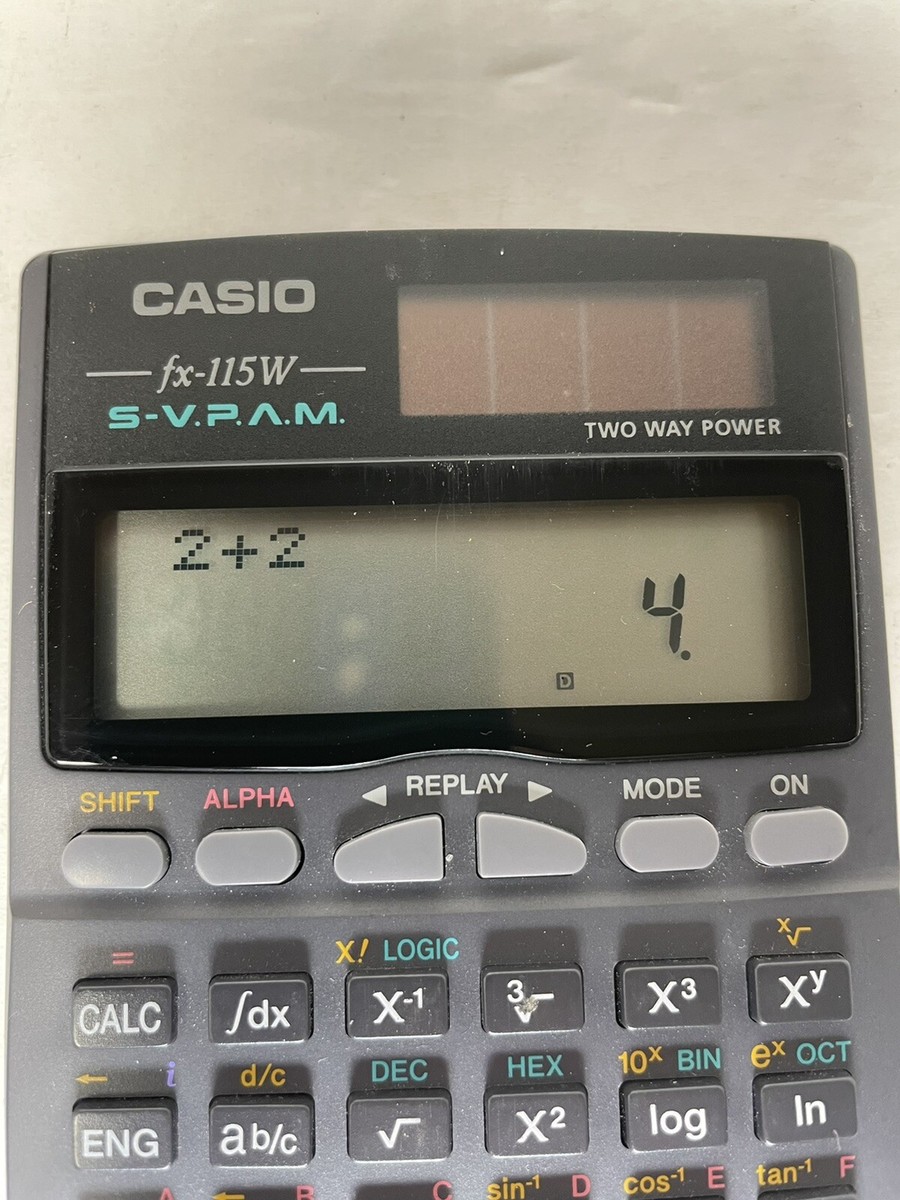 CASIO
fx-115W
S-V.P.A.M.
TWO WAY POWER
2+2
4.
D
SHIFT ALPHA ◀ REPLAY ▶ MODE ON
= X! LOGIC x√
CALC ∫dx X⁻¹ ³√ X³ Xʸ
← i d/c DEC HEX 10ˣ BIN eˣ OCT
ENG ab/c √ X² log ln
A ← B C sin⁻¹ D cos⁻¹ E tan⁻¹ F